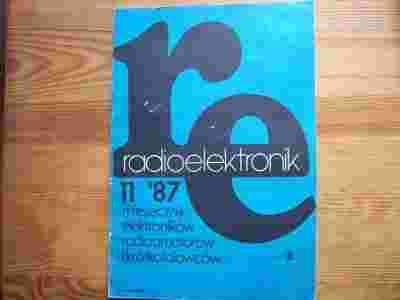 re
radioelektronik
11 '87
miesięcznik
elektroników
radioamatorów
i krótkofalowców